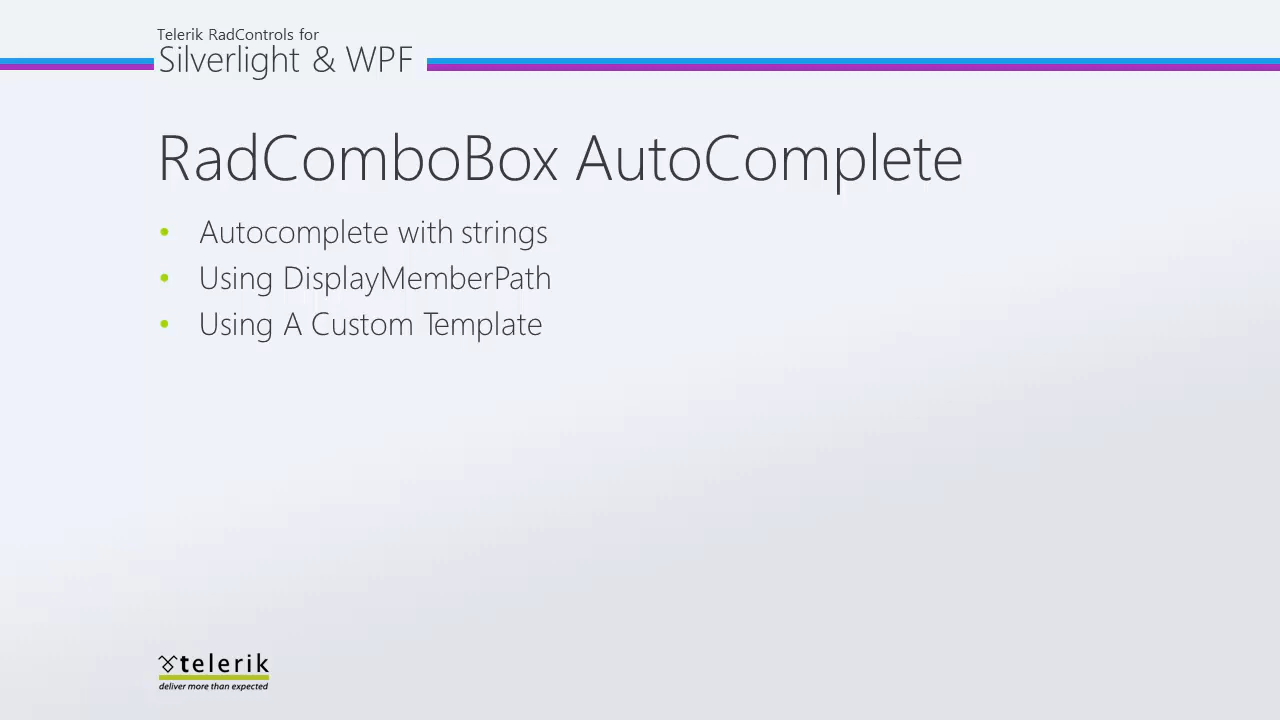 Telerik RadControls for
Silverlight & WPF
RadComboBox AutoComplete
• Autocomplete with strings
• Using DisplayMemberPath
• Using A Custom Template
telerik
deliver more than expected